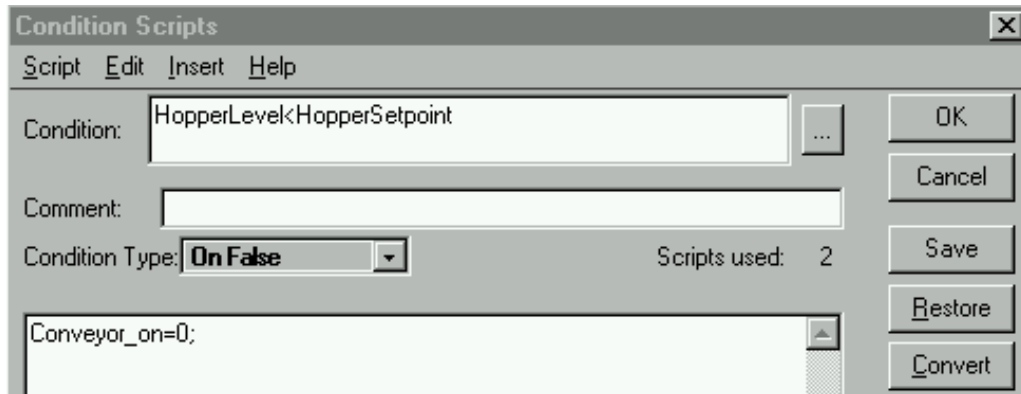 Condition Scripts
Script Edit Insert Help
Condition: HopperLevel<HopperSetpoint ... OK
Cancel
Comment:
Condition Type: On False Scripts used: 2 Save
Restore
Conveyor_on=0;
Convert